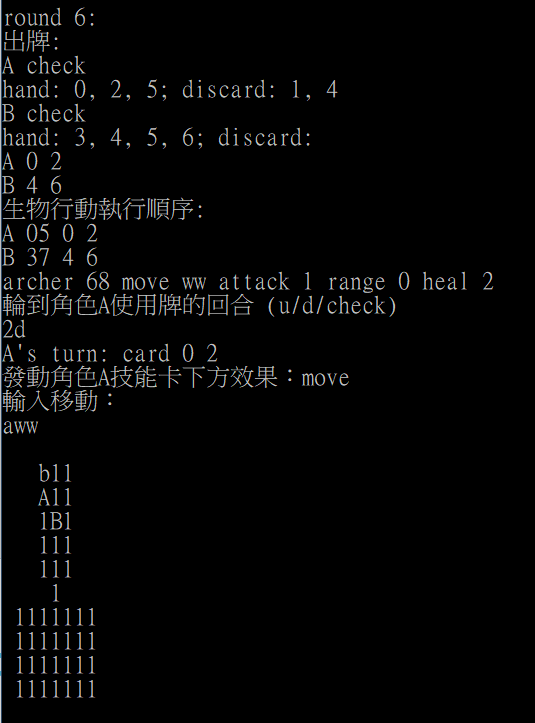 round 6:
出牌:
A check
hand: 0, 2, 5; discard: 1, 4
B check
hand: 3, 4, 5, 6; discard:
A 0 2
B 4 6
生物行動執行順序:
A 05 0 2
B 37 4 6
archer 68 move ww attack 1 range 0 heal 2
輪到角色A使用牌的回合 (u/d/check)
2d
A's turn: card 0 2
發動角色A技能卡下方效果：move
輸入移動：
aww
b11
A11
1B1
111
111
1
1111111
1111111
1111111
1111111